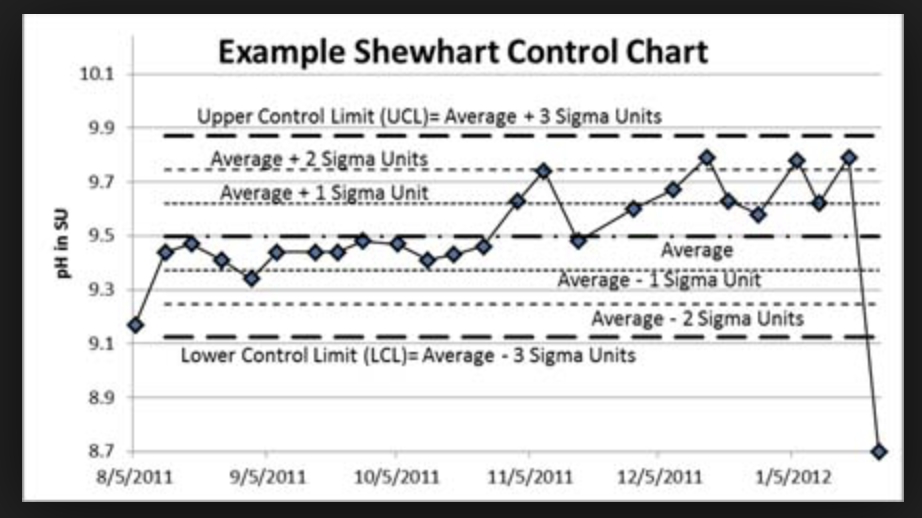 Example Shewhart Control Chart
10.1
Upper Control Limit (UCL)= Average + 3 Sigma Units
9.9
Average + 2 Sigma Units
9.7
Average + 1 Sigma Unit
pH in SU
9.5
Average
Average - 1 Sigma Unit
9.3
Average - 2 Sigma Units
9.1
Lower Control Limit (LCL)= Average - 3 Sigma Units
8.9
8.7
8/5/2011 9/5/2011 10/5/2011 11/5/2011 12/5/2011 1/5/2012